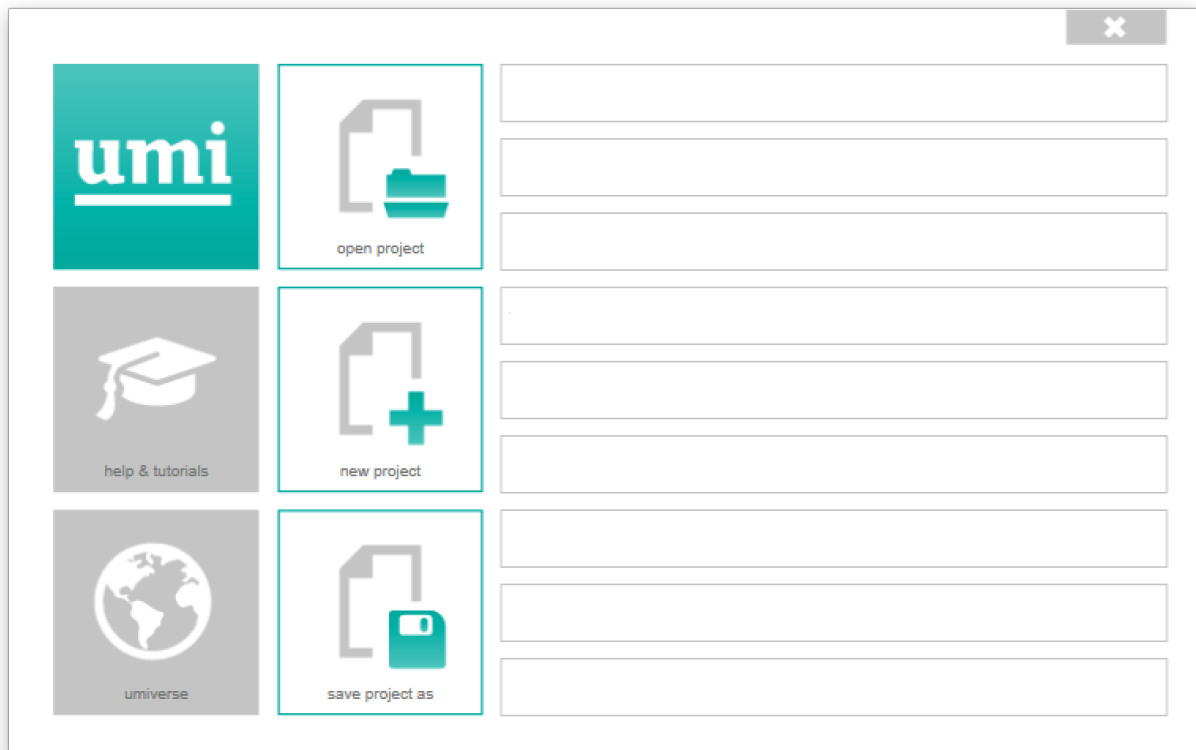 umi
open project
help & tutorials
new project
umiverse
save project as